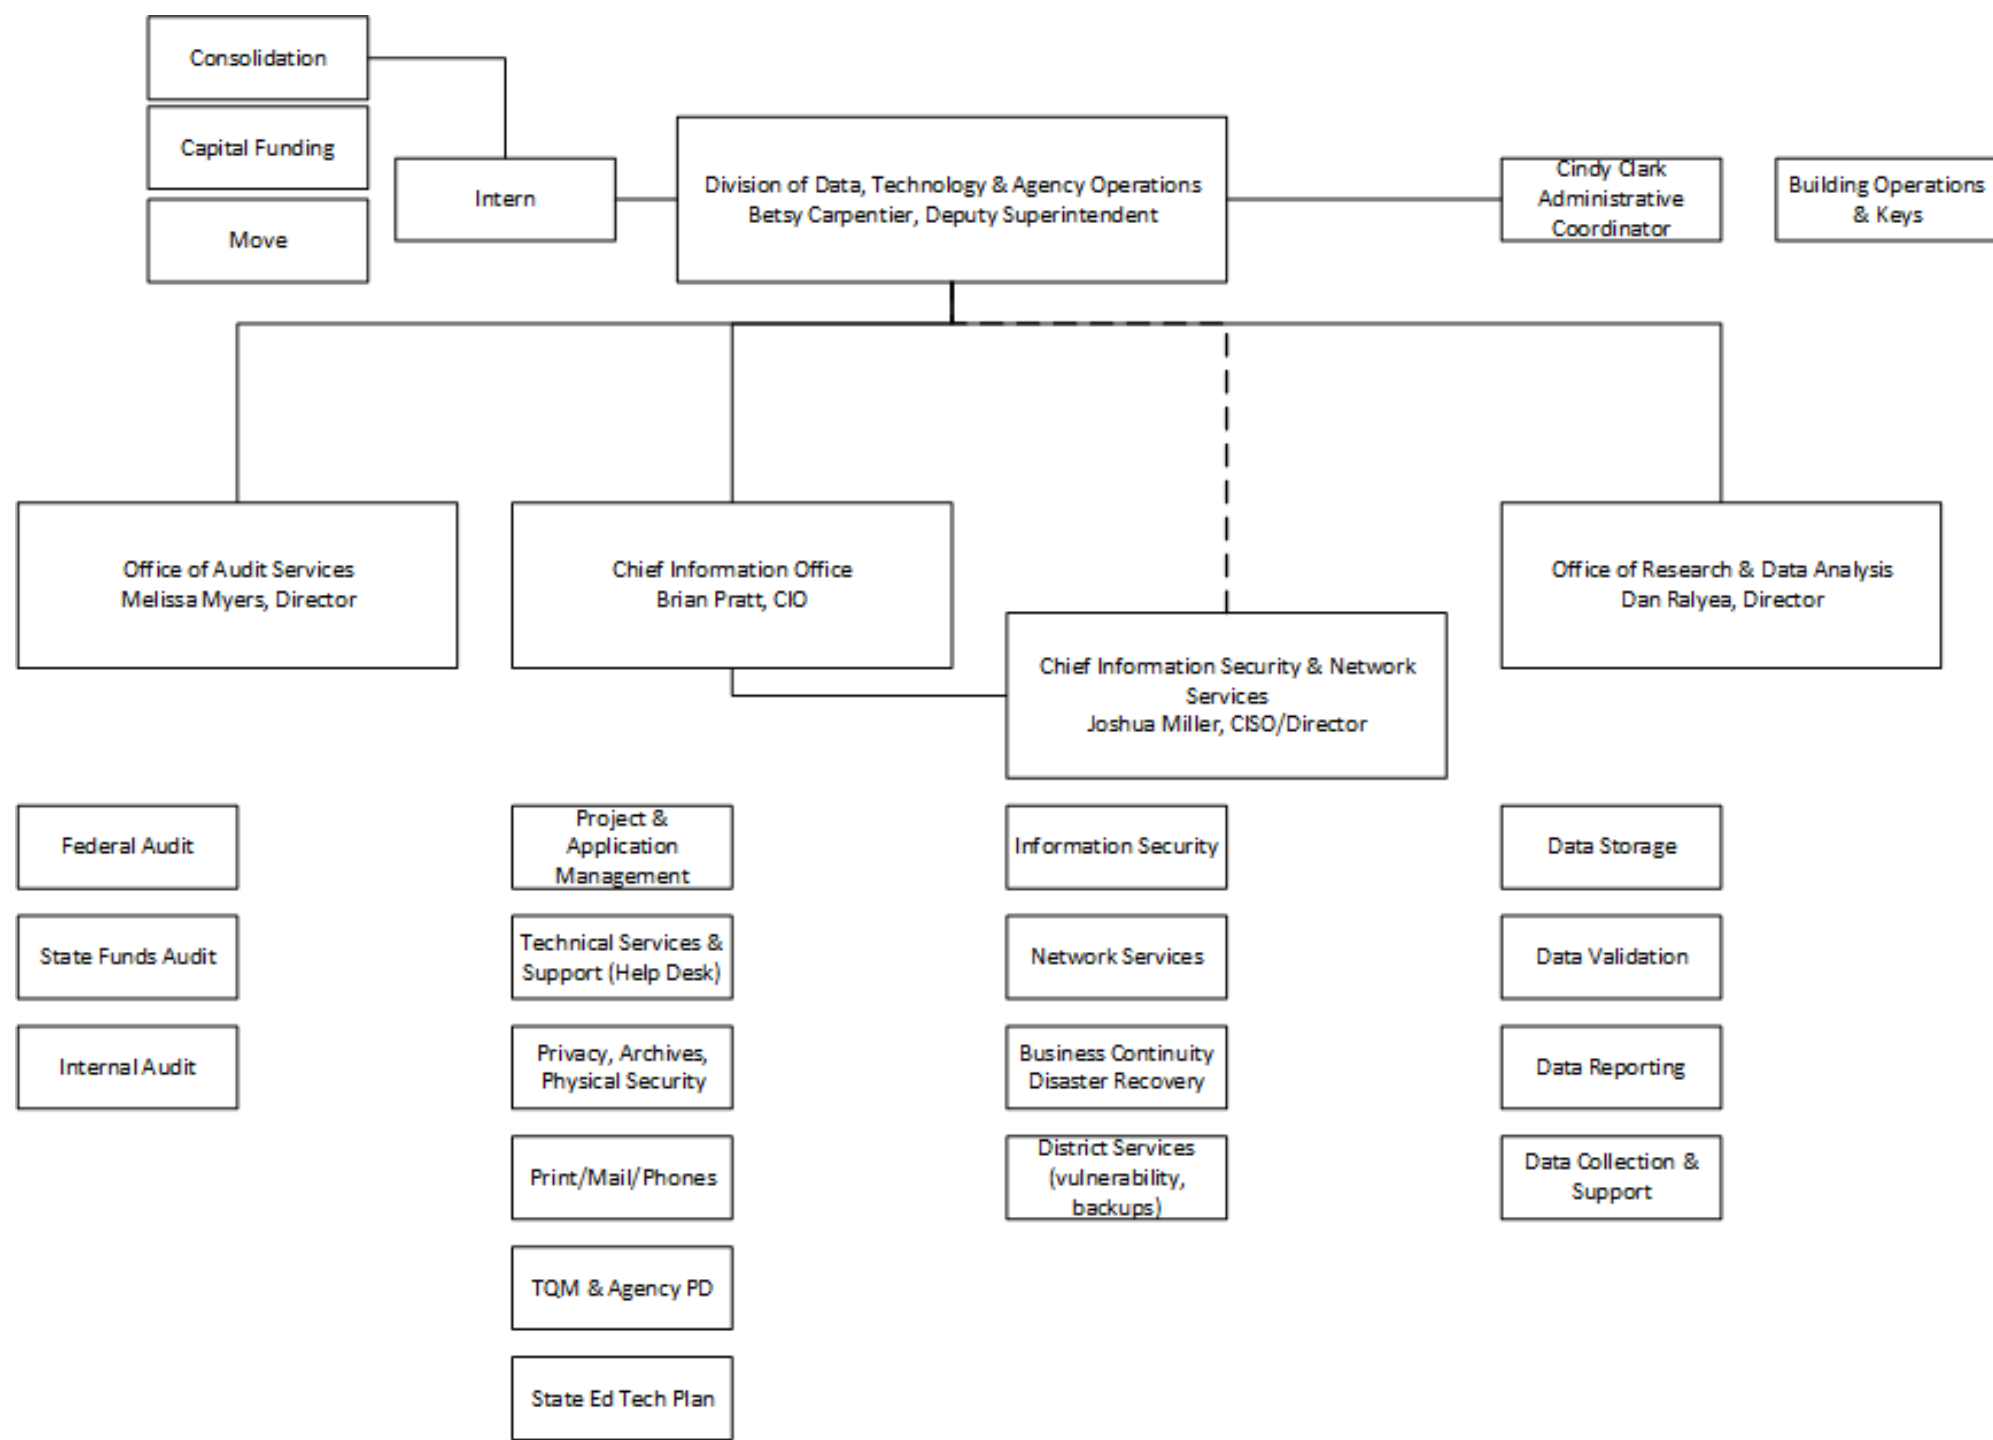 Consolidation
Capital Funding
Move
Intern
Division of Data, Technology & Agency Operations
Betsy Carpentier, Deputy Superintendent
Cindy Clark
Administrative
Coordinator
Building Operations
& Keys
Office of Audit Services
Melissa Myers, Director
Chief Information Office
Brian Pratt, CIO
Chief Information Security & Network
Services
Joshua Miller, CISO/Director
Office of Research & Data Analysis
Dan Ralyea, Director
Federal Audit
State Funds Audit
Internal Audit
Project &
Application
Management
Technical Services &
Support (Help Desk)
Privacy, Archives,
Physical Security
Print/Mail/Phones
TQM & Agency PD
State Ed Tech Plan
Information Security
Network Services
Business Continuity
Disaster Recovery
District Services
(vulnerability,
backups)
Data Storage
Data Validation
Data Reporting
Data Collection &
Support